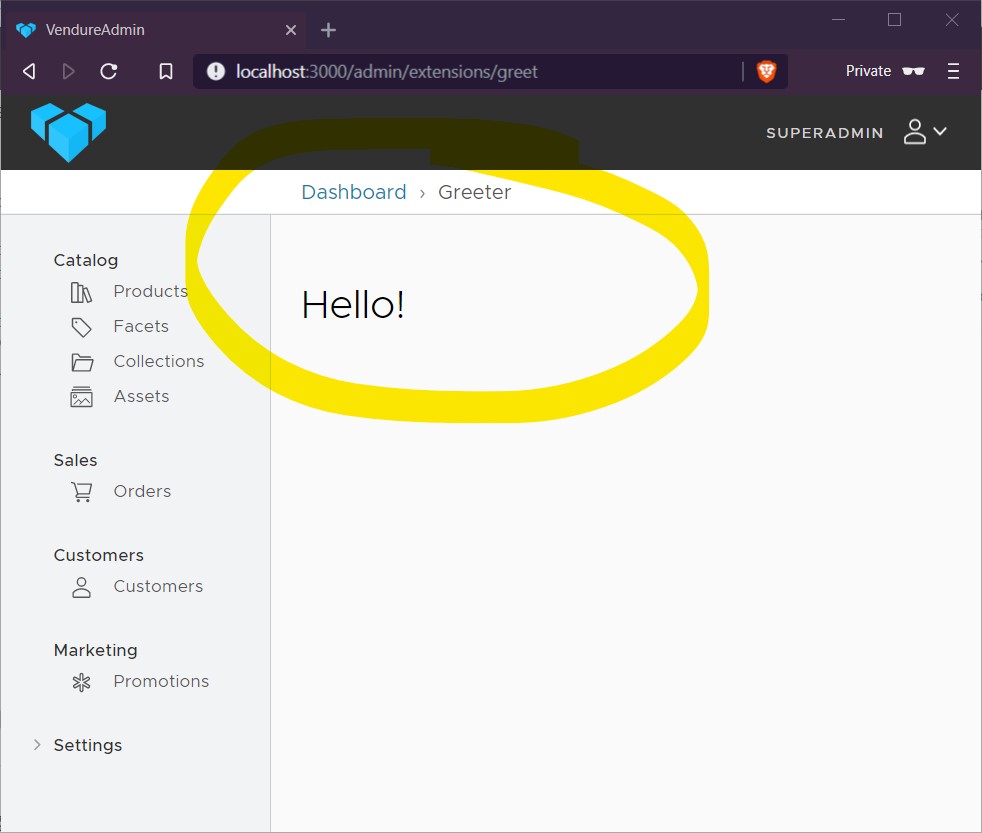 VendureAdmin
localhost:3000/admin/extensions/greet
Private
SUPERADMIN
Dashboard › Greeter
Catalog
Products
Facets
Collections
Assets
Sales
Orders
Customers
Customers
Marketing
Promotions
Settings
Hello!